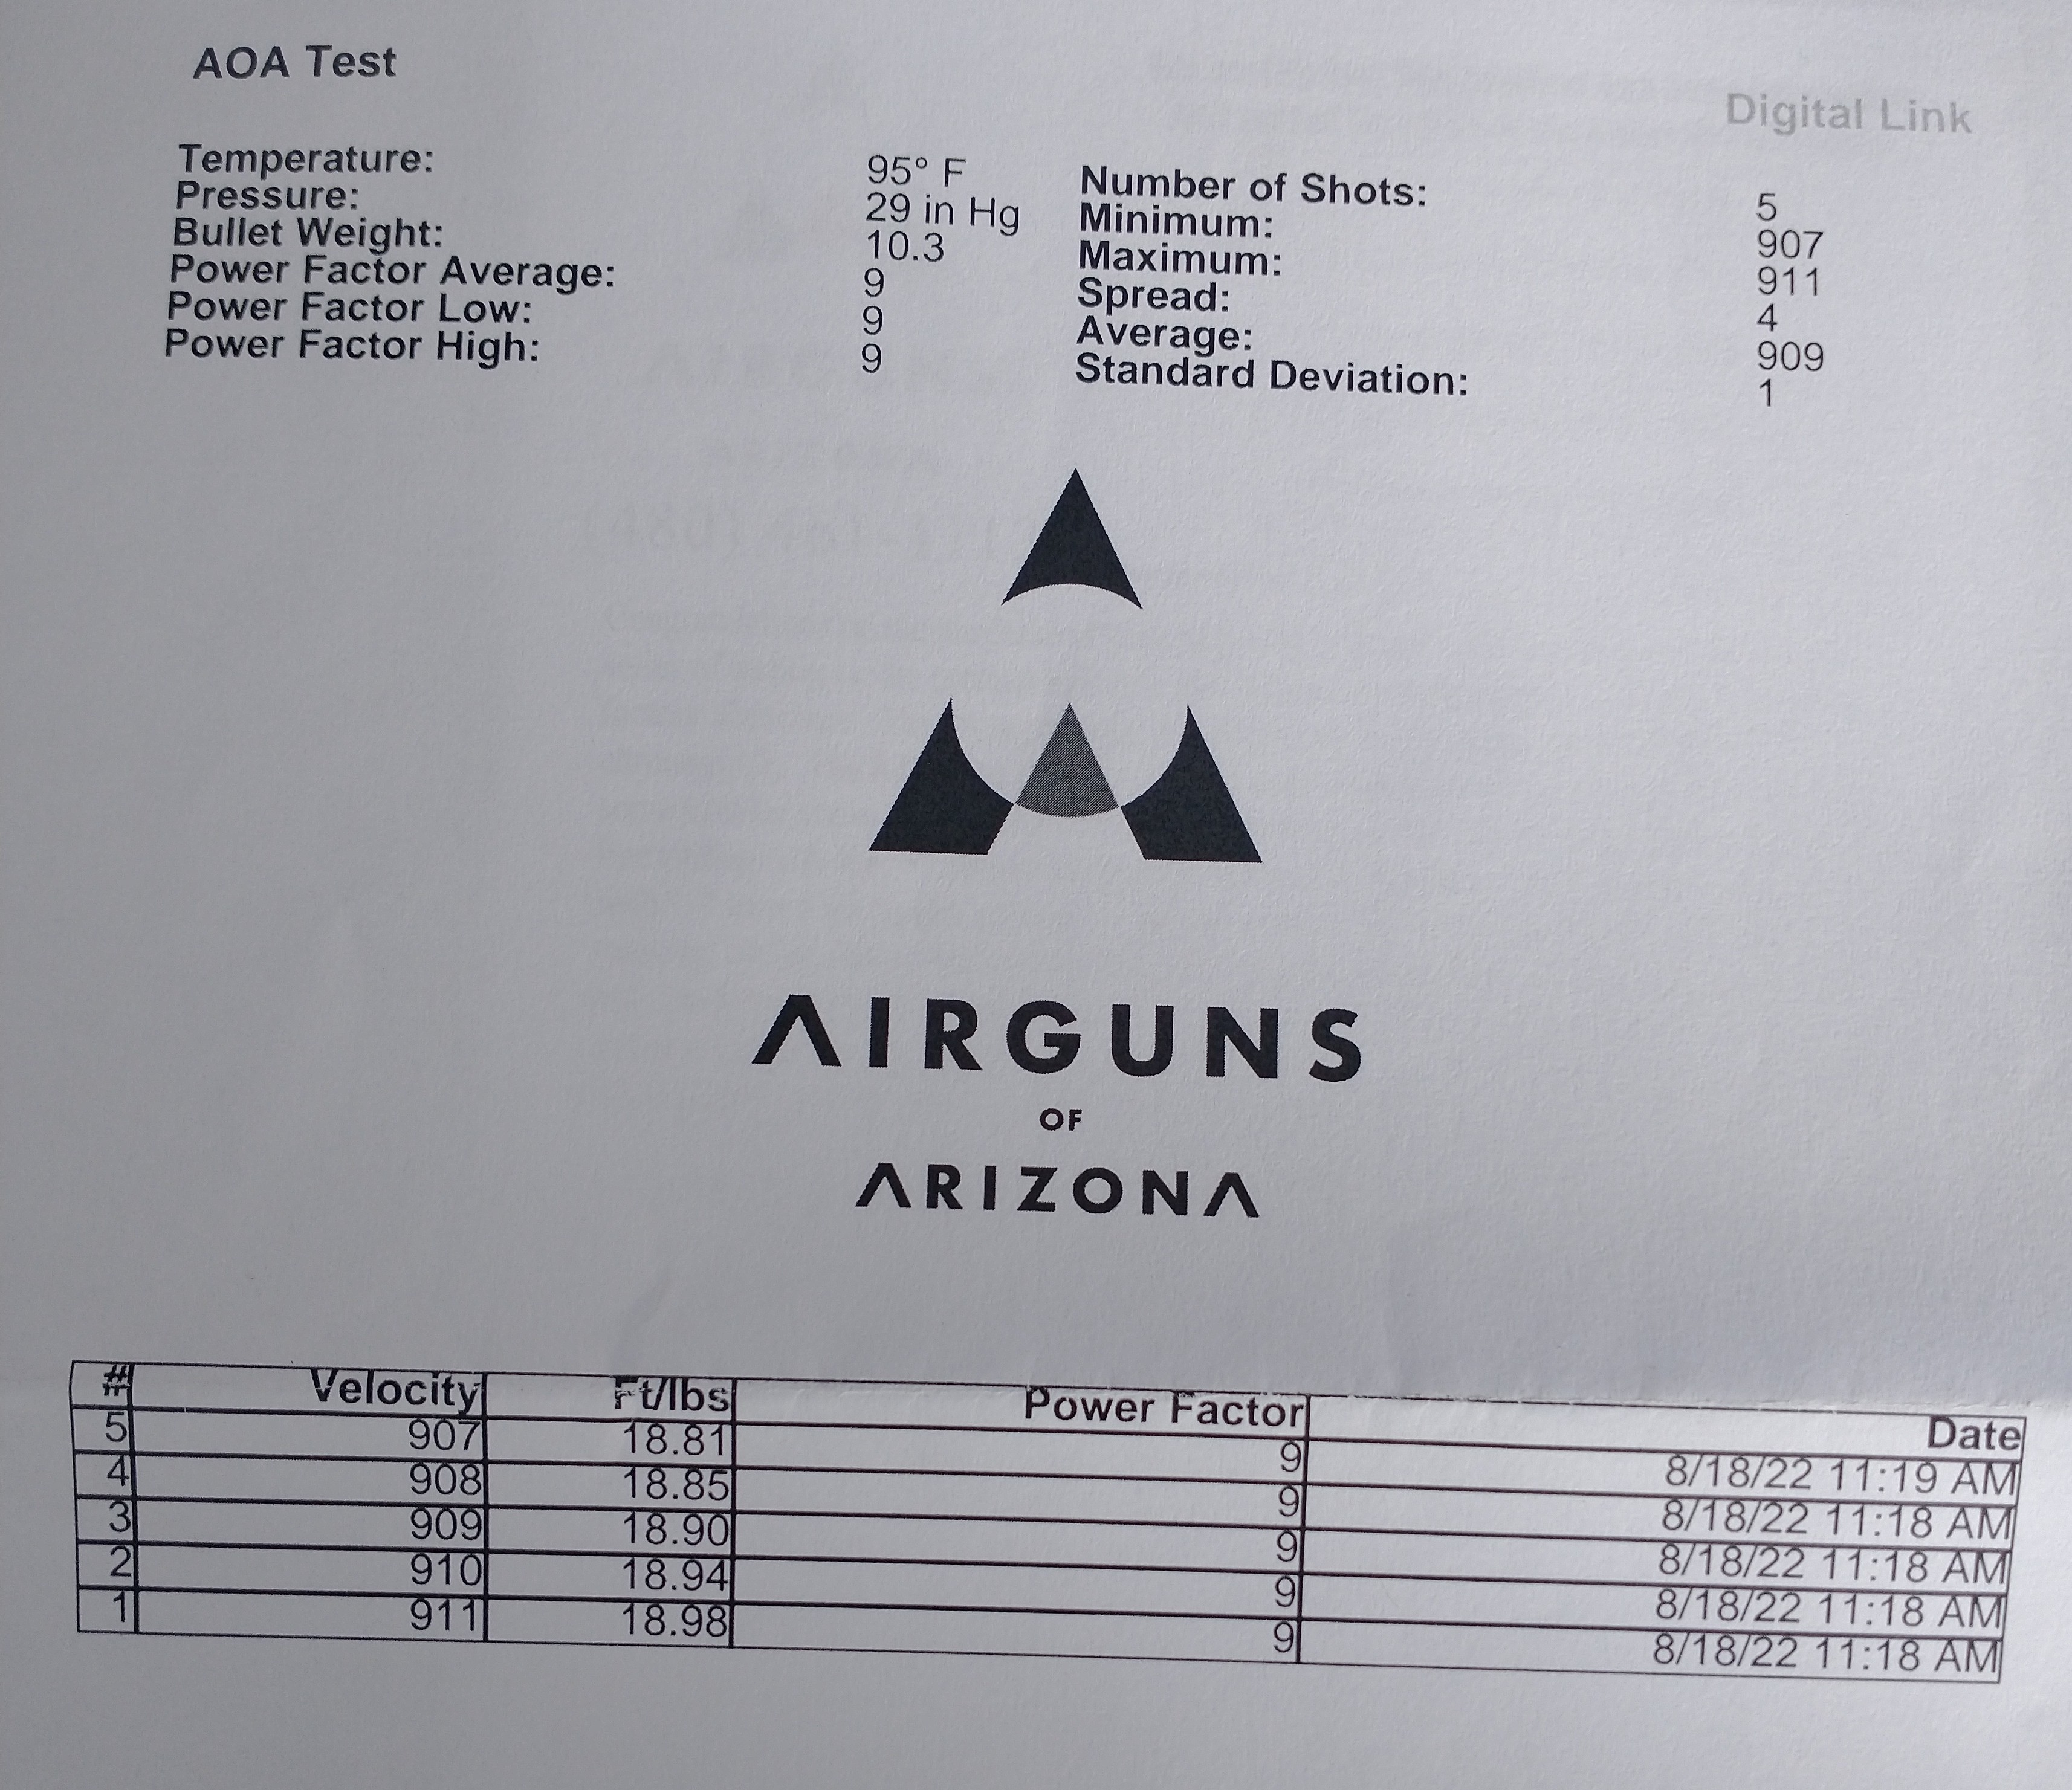 AOA Test
Digital Link
Temperature: 95° F
Pressure: 29 in Hg
Bullet Weight: 10.3
Power Factor Average: 9
Power Factor Low: 9
Power Factor High: 9
Number of Shots: 5
Minimum: 907
Maximum: 911
Spread: 4
Average: 909
Standard Deviation: 1
AIRGUNS
OF
ARIZONA
# Velocity Ft/lbs Power Factor Date
5 907 18.81 9 8/18/22 11:19 AM
4 908 18.85 9 8/18/22 11:18 AM
3 909 18.90 9 8/18/22 11:18 AM
2 910 18.94 9 8/18/22 11:18 AM
1 911 18.98 9 8/18/22 11:18 AM